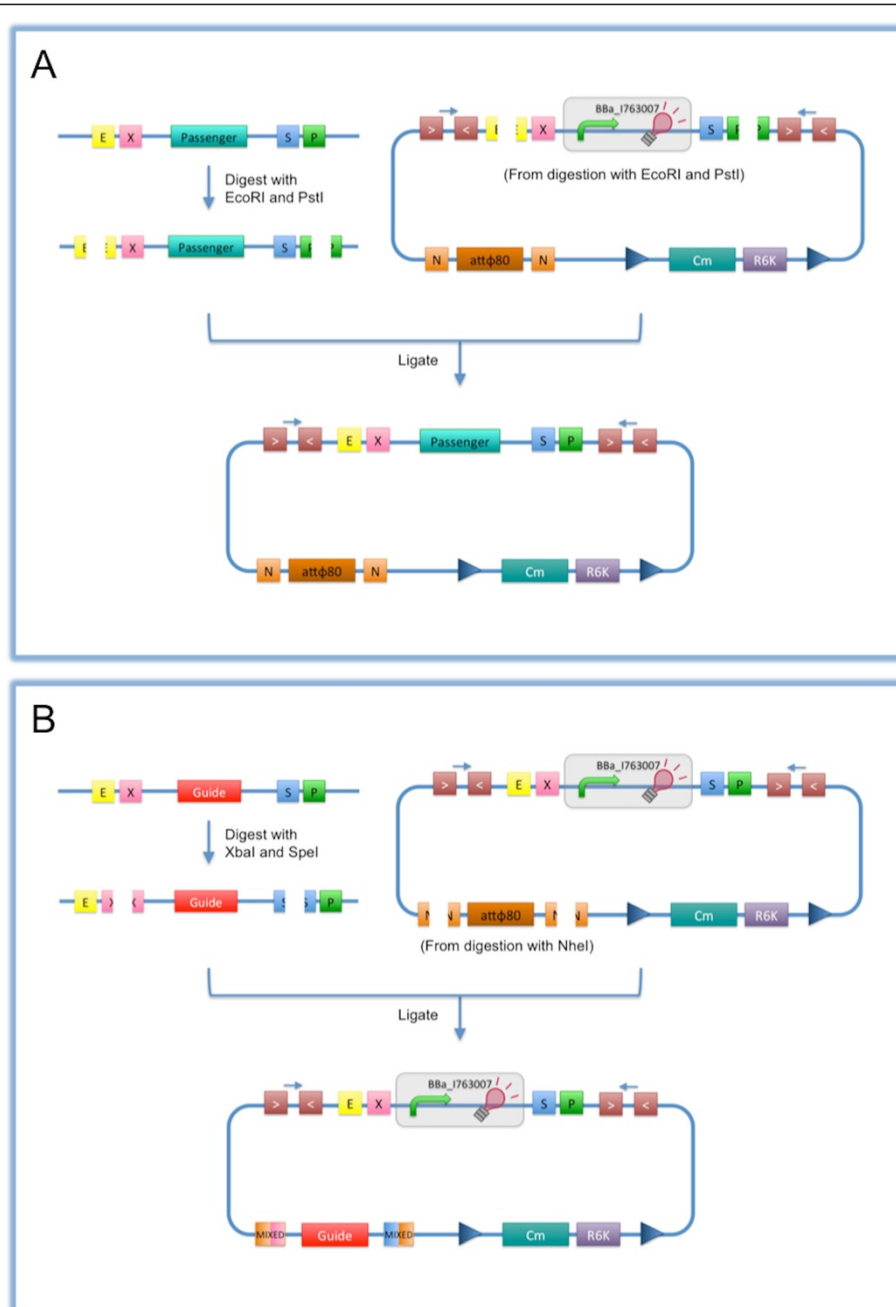 A
E X Passenger S P
> < E E X BBa_I763007 S P P > <
Digest with
EcoRI and PstI
(From digestion with EcoRI and PstI)
E E X Passenger S P P
N attφ80 N Cm R6K
Ligate
> < E X Passenger S P > <
N attφ80 N Cm R6K
B
E X Guide S P
> < E X BBa_I763007 S P > <
Digest with
XbaI and SpeI
E X X Guide S S P
N N attφ80 N N Cm R6K
(From digestion with NheI)
Ligate
> < E X BBa_I763007 S P > <
MIXED Guide MIXED Cm R6K